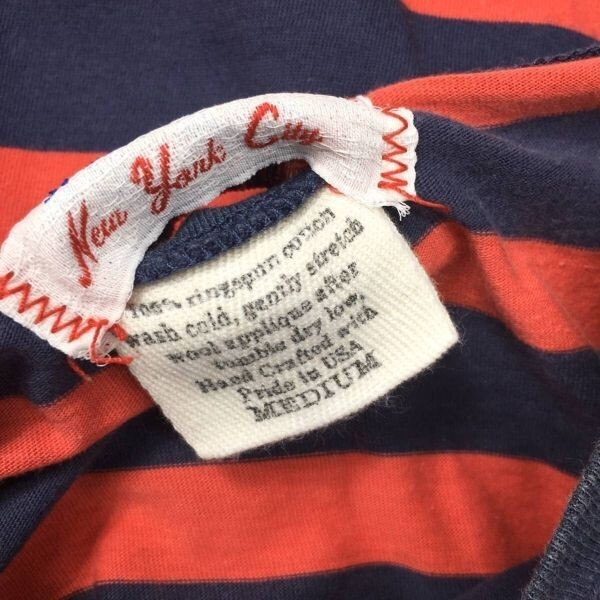 New York City
100% ringspun cotton
wash cold, gently stretch
wool applique after
tumble dry low,
Hand Crafted with
Pride in USA
MEDIUM